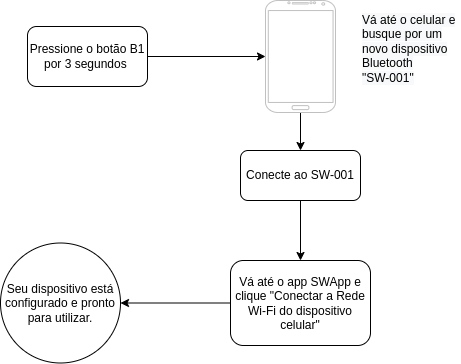 Pressione o botão B1
por 3 segundos
Vá até o celular e
busque por um
novo dispositivo
Bluetooth
"SW-001"
Conecte ao SW-001
Vá até o app SWApp e
clique "Conectar a Rede
Wi-Fi do dispositivo
celular"
Seu dispositivo está
configurado e pronto
para utilizar.